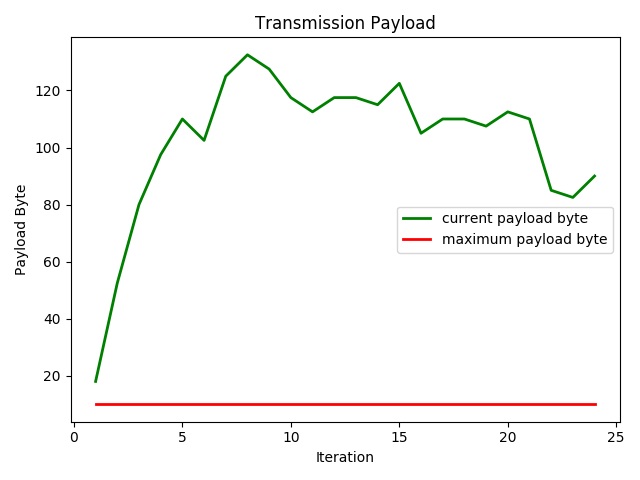 Transmission Payload
120
100
80
60
40
20
Payload Byte
current payload byte
maximum payload byte
0 5 10 15 20 25
Iteration